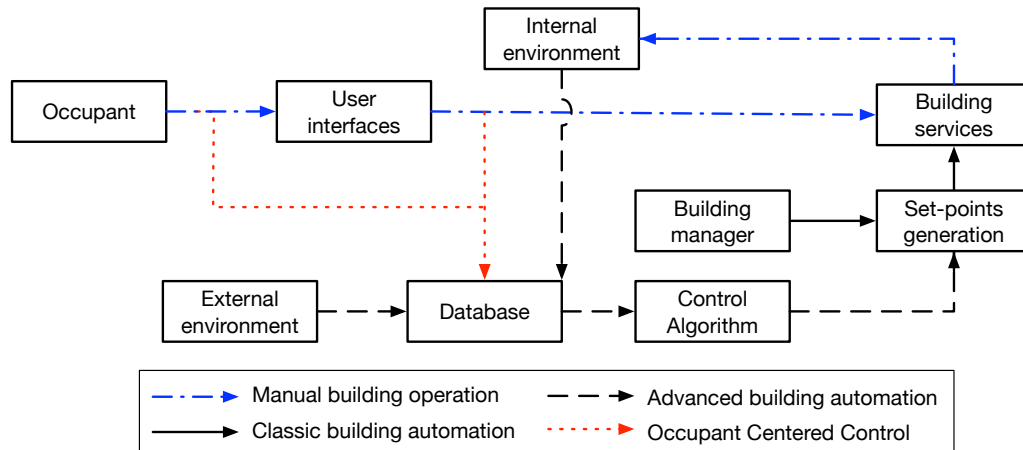 Internal
environment
Occupant
User
interfaces
Building
services
Building
manager
Set-points
generation
External
environment
Database
Control
Algorithm
Manual building operation
Advanced building automation
Classic building automation
Occupant Centered Control